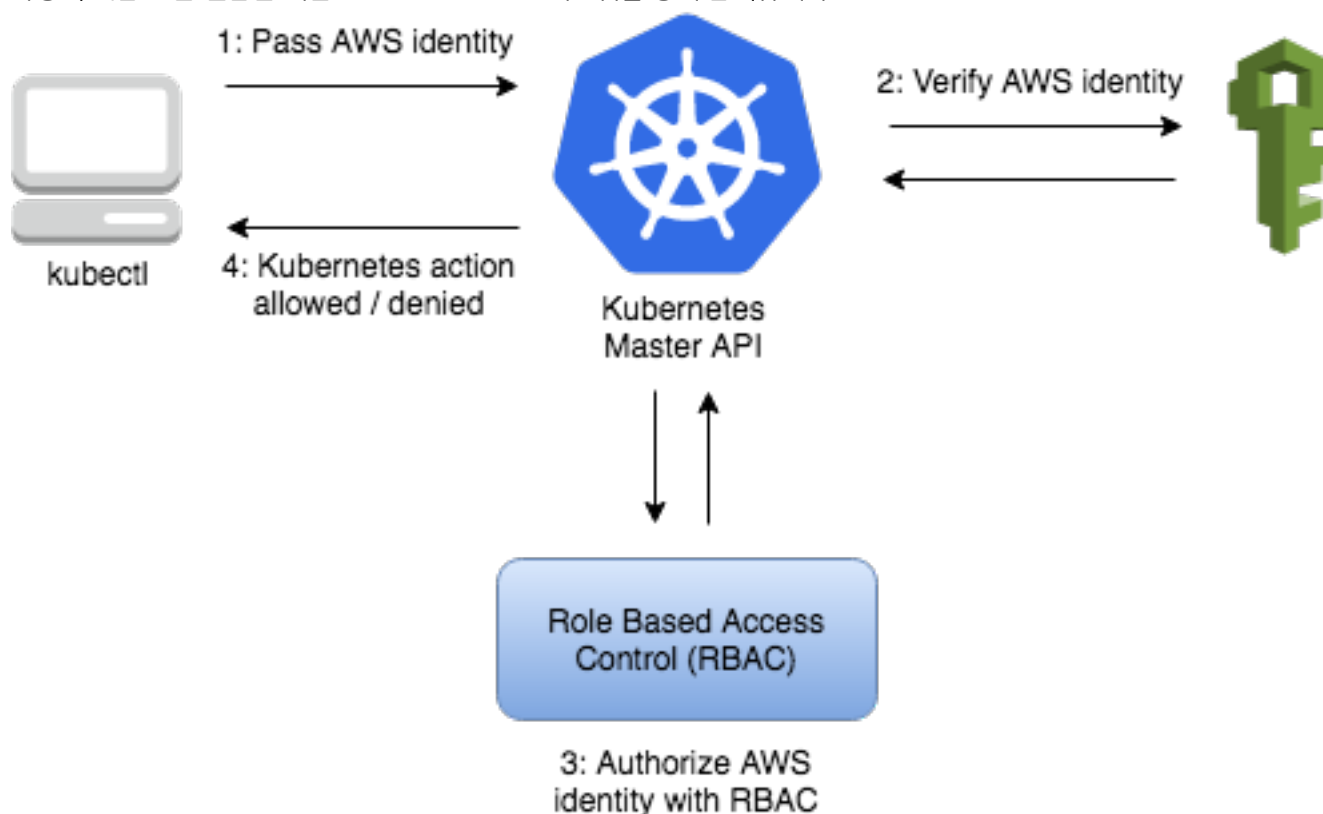 1: Pass AWS identity
2: Verify AWS identity
kubectl
4: Kubernetes action
allowed / denied
Kubernetes
Master API
Role Based Access
Control (RBAC)
3: Authorize AWS
identity with RBAC